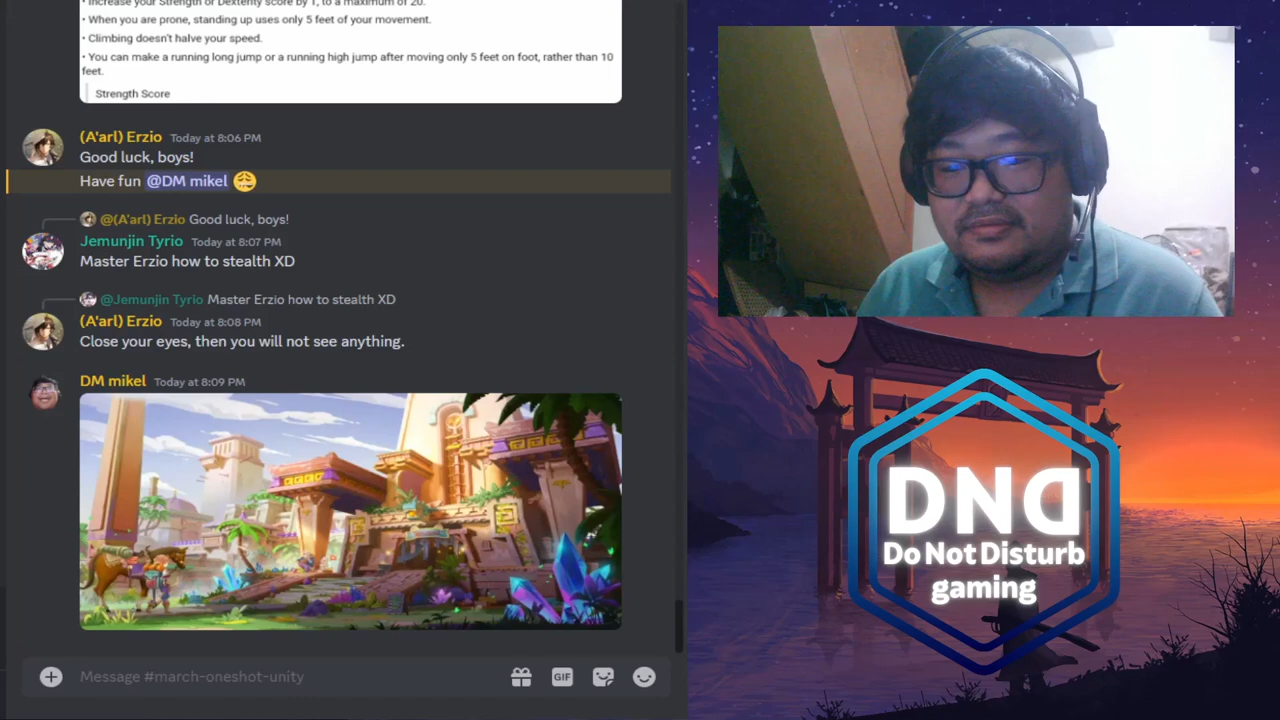 • Increase your Strength or Dexterity score by 1, to a maximum of 20.
• When you are prone, standing up uses only 5 feet of your movement.
• Climbing doesn't halve your speed.
• You can make a running long jump or a running high jump after moving only 5 feet on foot, rather than 10
feet.
Strength Score
(A'arl) Erzio Today at 8:06 PM
Good luck, boys!
Have fun @DM mikel
@(A'arl) Erzio Good luck, boys!
Jemunjin Tyrio Today at 8:07 PM
Master Erzio how to stealth XD
@Jemunjin Tyrio Master Erzio how to stealth XD
(A'arl) Erzio Today at 8:08 PM
Close your eyes, then you will not see anything.
DM mikel Today at 8:09 PM
Message #march-oneshot-unity
GIF
DND
Do Not Disturb
gaming